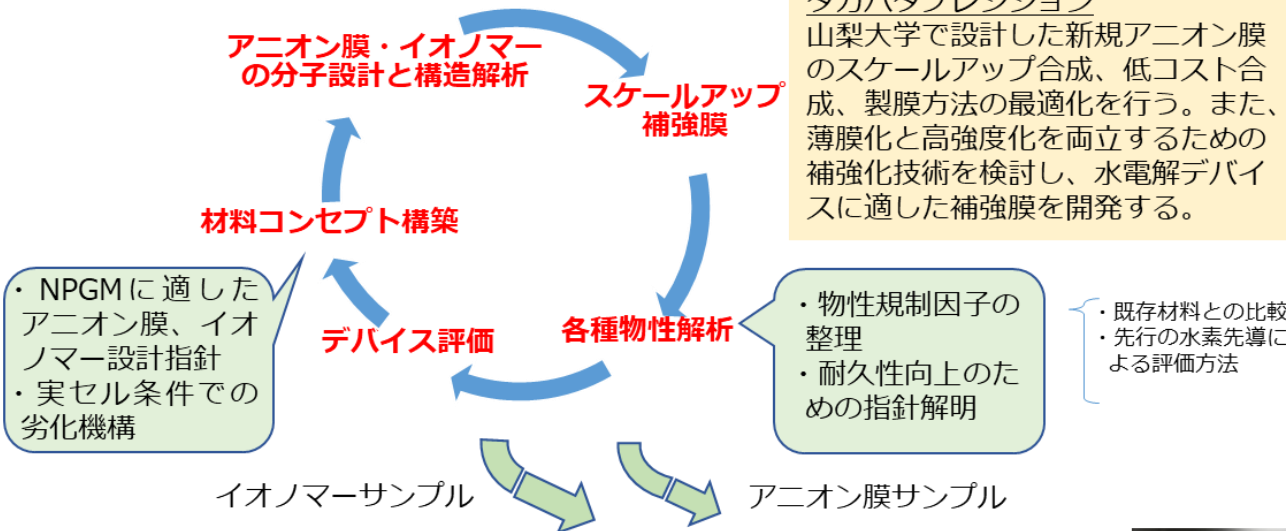 タカハタプレシジョン
山梨大学で設計した新規アニオン膜
のスケールアップ合成、低コスト合
成、製膜方法の最適化を行う。また、
薄膜化と高強度化を両立するための
補強化技術を検討し、水電解デバイ
スに適した補強膜を開発する。
アニオン膜・イオノマー
の分子設計と構造解析
スケールアップ
補強膜
材料コンセプト構築
・NPGMに適した
アニオン膜、イオ
ノマー設計指針
・実セル条件での
劣化機構
デバイス評価
各種物性解析
・物性規制因子の
整理
・耐久性向上のた
めの指針解明
・既存材料との比較
・先行の水素先導に
よる評価方法
イオノマーサンプル
アニオン膜サンプル